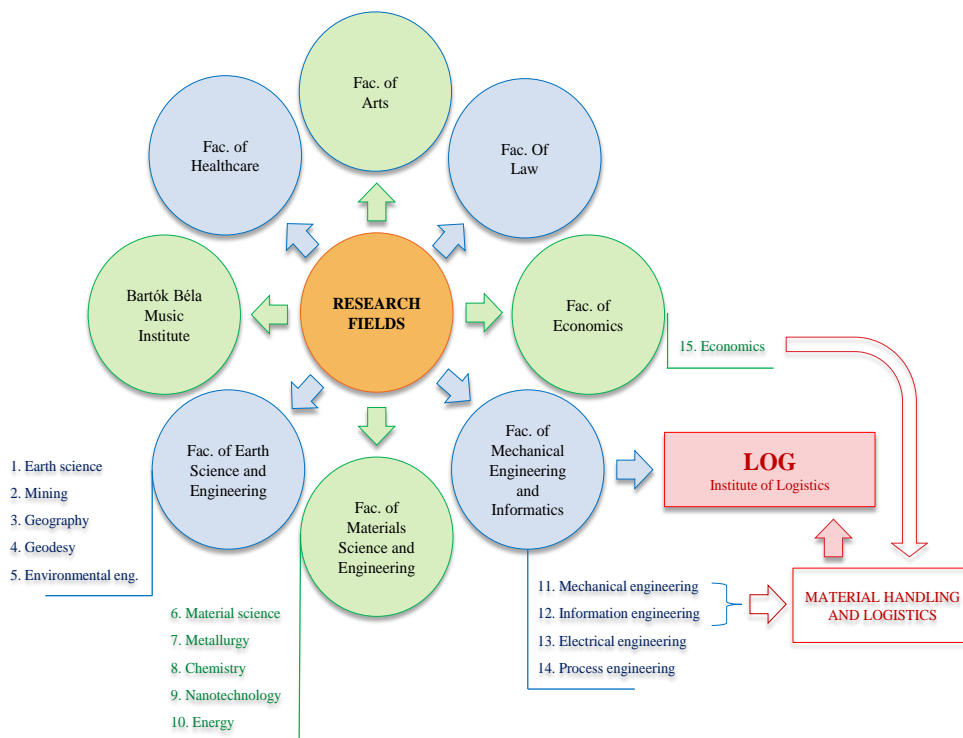 Fac. of
Arts
Fac. of
Healthcare
Fac. Of
Law
Bartók Béla
Music
Institute
RESEARCH
FIELDS
Fac. of
Economics
15. Economics
Fac. of Earth
Science and
Engineering
Fac. of
Materials
Science and
Engineering
Fac. of
Mechanical
Engineering
and
Informatics
LOG
Institute of Logistics
1. Earth science
2. Mining
3. Geography
4. Geodesy
5. Environmental eng.
6. Material science
7. Metallurgy
8. Chemistry
9. Nanotechnology
10. Energy
11. Mechanical engineering
12. Information engineering
13. Electrical engineering
14. Process engineering
MATERIAL HANDLING
AND LOGISTICS